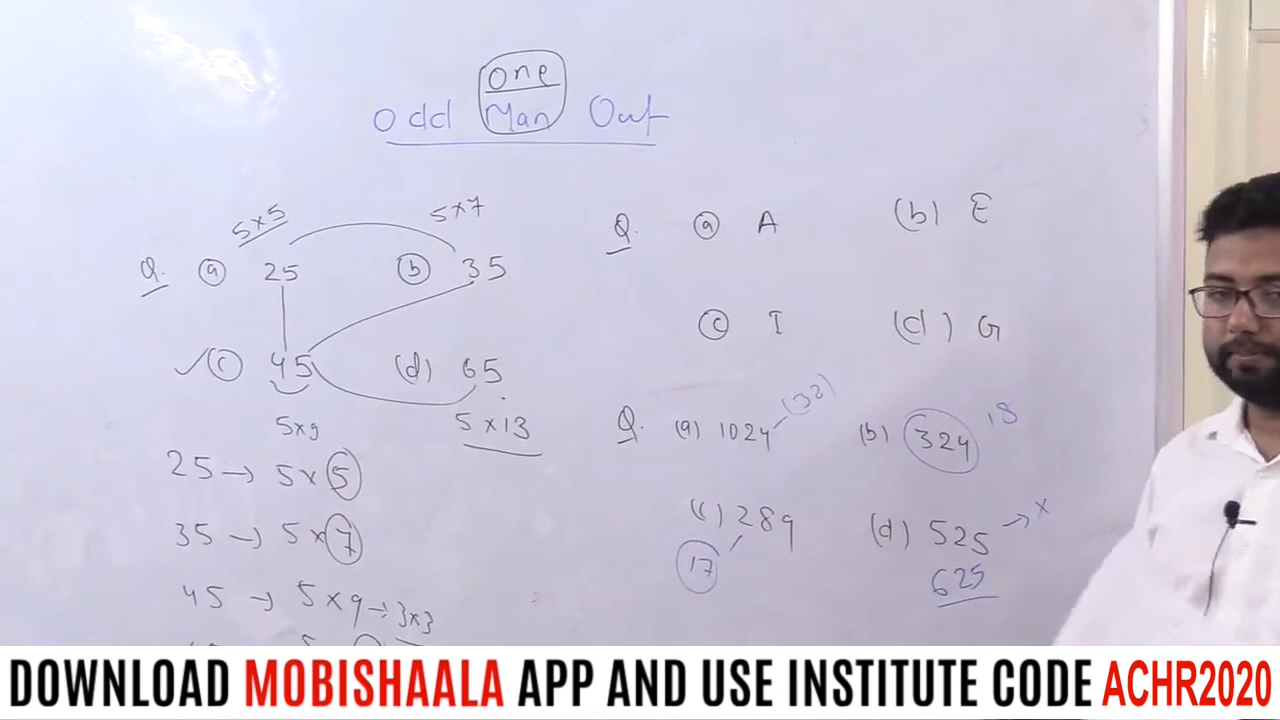 One
Odd Man Out
5x5 5x7
Q. (a) 25 (b) 35
(c) 45 (d) 65
5x9 5x13
25 → 5x5
35 → 5x7
45 → 5x9 → 3x3
Q. (a) A (b) E
(c) I (d) G
Q. (a) 1024 (32) (b) 324 18
(c) 289 (d) 525 → x
17 625
DOWNLOAD MOBISHAALA APP AND USE INSTITUTE CODE ACHR2020